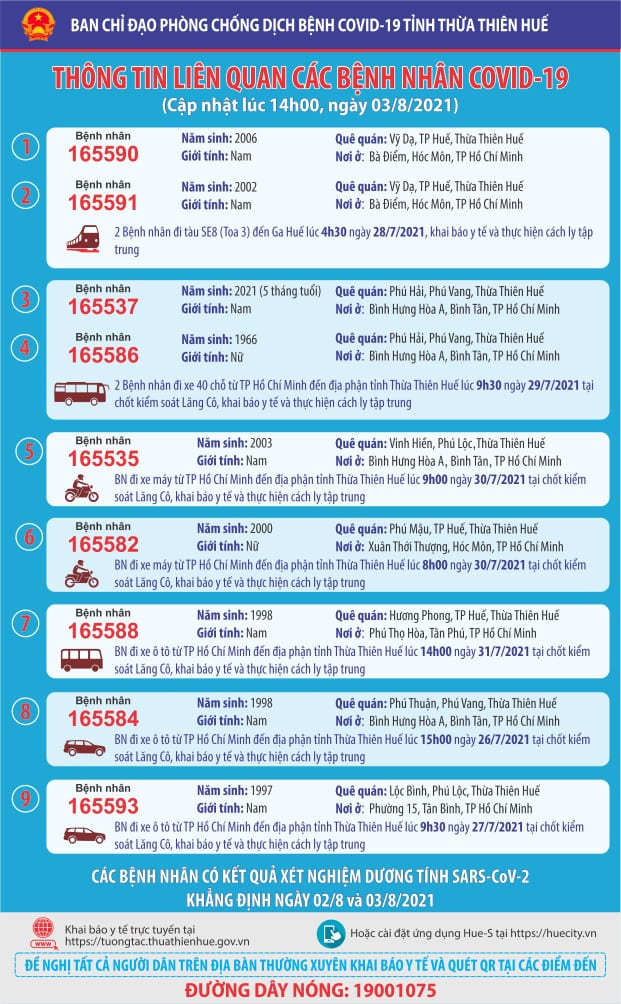 BAN CHỈ ĐẠO PHÒNG CHỐNG DỊCH BỆNH COVID-19 TỈNH THỪA THIÊN HUẾ
THÔNG TIN LIÊN QUAN CÁC BỆNH NHÂN COVID-19
(Cập nhật lúc 14h00, ngày 03/8/2021)
1
Bệnh nhân
165590
Năm sinh: 2006
Giới tính: Nam
Quê quán: Vỹ Dạ, TP Huế, Thừa Thiên Huế
Nơi ở: Bà Điểm, Hóc Môn, TP Hồ Chí Minh
2
Bệnh nhân
165591
Năm sinh: 2002
Giới tính: Nam
Quê quán: Vỹ Dạ, TP Huế, Thừa Thiên Huế
Nơi ở: Bà Điểm, Hóc Môn, TP Hồ Chí Minh
2 Bệnh nhân đi tàu SE8 (Toa 3) đến Ga Huế lúc 4h30 ngày 28/7/2021, khai báo y tế và thực hiện cách ly tập
trung
3
Bệnh nhân
165537
Năm sinh: 2021 (5 tháng tuổi)
Giới tính: Nam
Quê quán: Phú Hải, Phú Vang, Thừa Thiên Huế
Nơi ở: Bình Hưng Hòa A, Bình Tân, TP Hồ Chí Minh
4
Bệnh nhân
165586
Năm sinh: 1966
Giới tính: Nữ
Quê quán: Phú Hải, Phú Vang, Thừa Thiên Huế
Nơi ở: Bình Hưng Hòa A, Bình Tân, TP Hồ Chí Minh
2 Bệnh nhân đi xe 40 chỗ từ TP Hồ Chí Minh đến địa phận tỉnh Thừa Thiên Huế lúc 9h30 ngày 29/7/2021 tại
chốt kiểm soát Lăng Cô, khai báo y tế và thực hiện cách ly tập trung
5
Bệnh nhân
165535
Năm sinh: 2003
Giới tính: Nam
Quê quán: Vinh Hiền, Phú Lộc, Thừa Thiên Huế
Nơi ở: Bình Hưng Hòa A, Bình Tân, TP Hồ Chí Minh
BN đi xe máy từ TP Hồ Chí Minh đến địa phận tỉnh Thừa Thiên Huế lúc 9h00 ngày 30/7/2021 tại chốt kiểm
soát Lăng Cô, khai báo y tế và thực hiện cách ly tập trung
6
Bệnh nhân
165582
Năm sinh: 2000
Giới tính: Nữ
Quê quán: Phú Mậu, TP Huế, Thừa Thiên Huế
Nơi ở: Xuân Thới Thượng, Hóc Môn, TP Hồ Chí Minh
BN đi xe máy từ TP Hồ Chí Minh đến địa phận tỉnh Thừa Thiên Huế lúc 8h00 ngày 30/7/2021 tại chốt kiểm
soát Lăng Cô, khai báo y tế và thực hiện cách ly tập trung
7
Bệnh nhân
165588
Năm sinh: 1998
Giới tính: Nam
Quê quán: Hương Phong, TP Huế, Thừa Thiên Huế
Nơi ở: Phú Thọ Hòa, Tân Phú, TP Hồ Chí Minh
BN đi xe ô tô từ TP Hồ Chí Minh đến địa phận tỉnh Thừa Thiên Huế lúc 14h00 ngày 31/7/2021 tại chốt kiểm
soát Lăng Cô, khai báo y tế và thực hiện cách ly tập trung
8
Bệnh nhân
165584
Năm sinh: 1998
Giới tính: Nam
Quê quán: Phú Thuận, Phú Vang, Thừa Thiên Huế
Nơi ở: Bình Hưng Hòa A, Bình Tân, TP Hồ Chí Minh
BN đi xe ô tô từ TP Hồ Chí Minh đến địa phận tỉnh Thừa Thiên Huế lúc 15h00 ngày 26/7/2021 tại chốt kiểm
soát Lăng Cô, khai báo y tế và thực hiện cách ly tập trung
9
Bệnh nhân
165593
Năm sinh: 1997
Giới tính: Nam
Quê quán: Lộc Bình, Phú Lộc, Thừa Thiên Huế
Nơi ở: Phường 15, Tân Bình, TP Hồ Chí Minh
BN đi xe ô tô từ TP Hồ Chí Minh đến địa phận tỉnh Thừa Thiên Huế lúc 9h30 ngày 27/7/2021 tại chốt kiểm
soát Lăng Cô, khai báo y tế và thực hiện cách ly tập trung
CÁC BỆNH NHÂN CÓ KẾT QUẢ XÉT NGHIỆM DƯƠNG TÍNH SARS-CoV-2
KHẲNG ĐỊNH NGÀY 02/8 và 03/8/2021
WWW
Khai báo y tế trực tuyến tại
https://tuongtac.thuathienhue.gov.vn
Hoặc cài đặt ứng dụng Hue-S tại https://huecity.vn
ĐỀ NGHỊ TẤT CẢ NGƯỜI DÂN TRÊN ĐỊA BÀN THƯỜNG XUYÊN KHAI BÁO Y TẾ VÀ QUÉT QR TẠI CÁC ĐIỂM ĐẾN
ĐƯỜNG DÂY NÓNG: 19001075